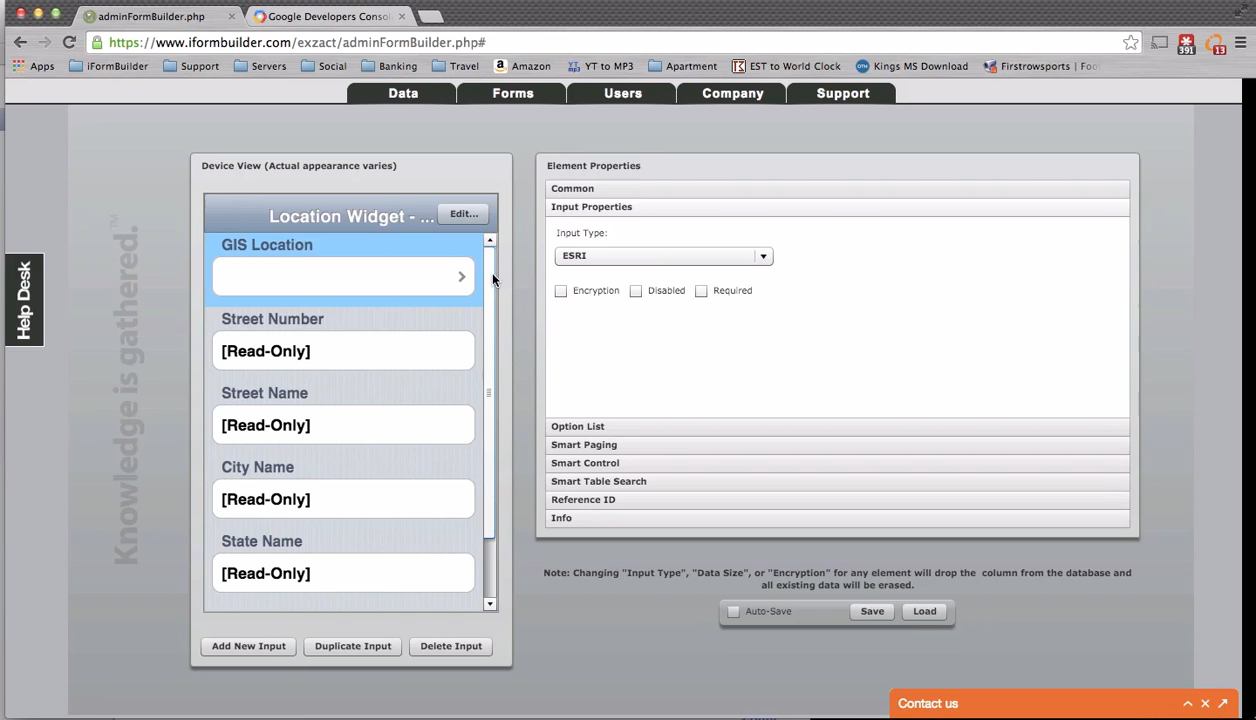 adminFormBuilder.php
Google Developers Conso
https://www.iformbuilder.com/exzact/adminFormBuilder.php#
391
13
Apps iFormBuilder Support Servers Social Banking Travel Amazon YT to MP3 Apartment EST to World Clock Kings MS Download Firstrowsports | Foo
Data Forms Users Company Support
Help Desk
Knowledge is gathered.™
Device View (Actual appearance varies)
Location Widget - ...
Edit...
GIS Location
Street Number
[Read-Only]
Street Name
[Read-Only]
City Name
[Read-Only]
State Name
[Read-Only]
Add New Input Duplicate Input Delete Input
Element Properties
Common
Input Properties
Input Type:
ESRI
Encryption Disabled Required
Option List
Smart Paging
Smart Control
Smart Table Search
Reference ID
Info
Note: Changing "Input Type", "Data Size", or "Encryption" for any element will drop the column from the database and
all existing data will be erased.
Auto-Save Save Load
Contact us